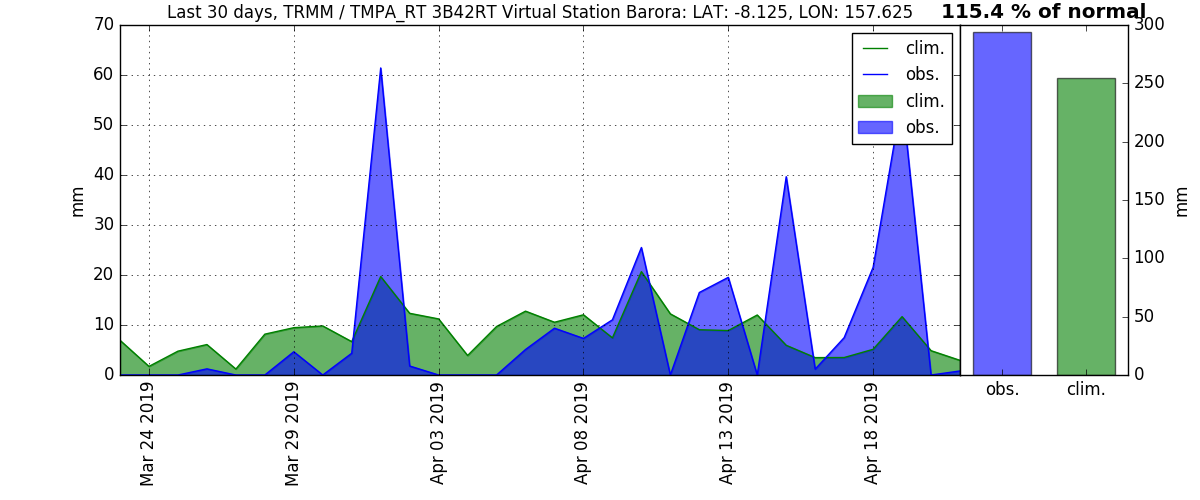 Last 30 days, TRMM / TMPA_RT 3B42RT Virtual Station Barora: LAT: -8.125, LON: 157.625
115.4 % of normal
70
60
50
40
30
20
10
0
mm
clim.
obs.
clim.
obs.
300
250
200
150
100
50
0
mm
Mar 24 2019
Mar 29 2019
Apr 03 2019
Apr 08 2019
Apr 13 2019
Apr 18 2019
obs.
clim.